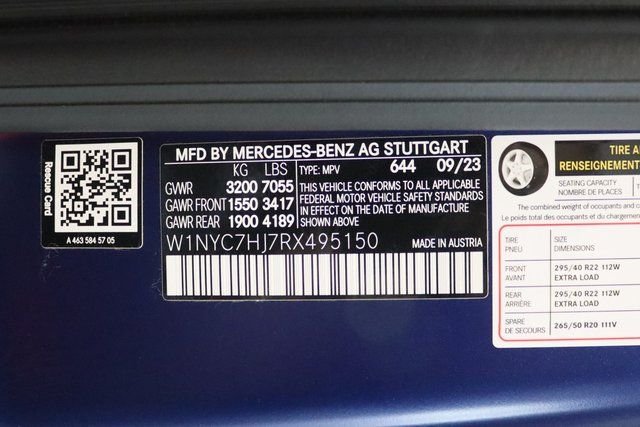 Rescue Card
A 463 584 57 05
MFD BY MERCEDES-BENZ AG STUTTGART
KG LBS TYPE: MPV 644 09/23
GVWR 3200 7055
GAWR FRONT 1550 3417
GAWR REAR 1900 4189
THIS VEHICLE CONFORMS TO ALL APPLICABLE
FEDERAL MOTOR VEHICLE SAFETY STANDARDS
IN EFFECT ON THE DATE OF MANUFACTURE
SHOWN ABOVE
W1NYC7HJ7RX495150 MADE IN AUSTRIA
TIRE
RENSEIGNEMENT
SEATING CAPACITY
NOMBRE DE PLACES
The combined weight of occupants and
Le poids total des occupants et du chargement
TIRE SIZE
PNEU DIMENSIONS
FRONT 295/40 R22 112W
AVANT EXTRA LOAD
REAR 295/40 R22 112W
ARRIÈRE EXTRA LOAD
SPARE 265/50 R20 111V
DE SECOURS